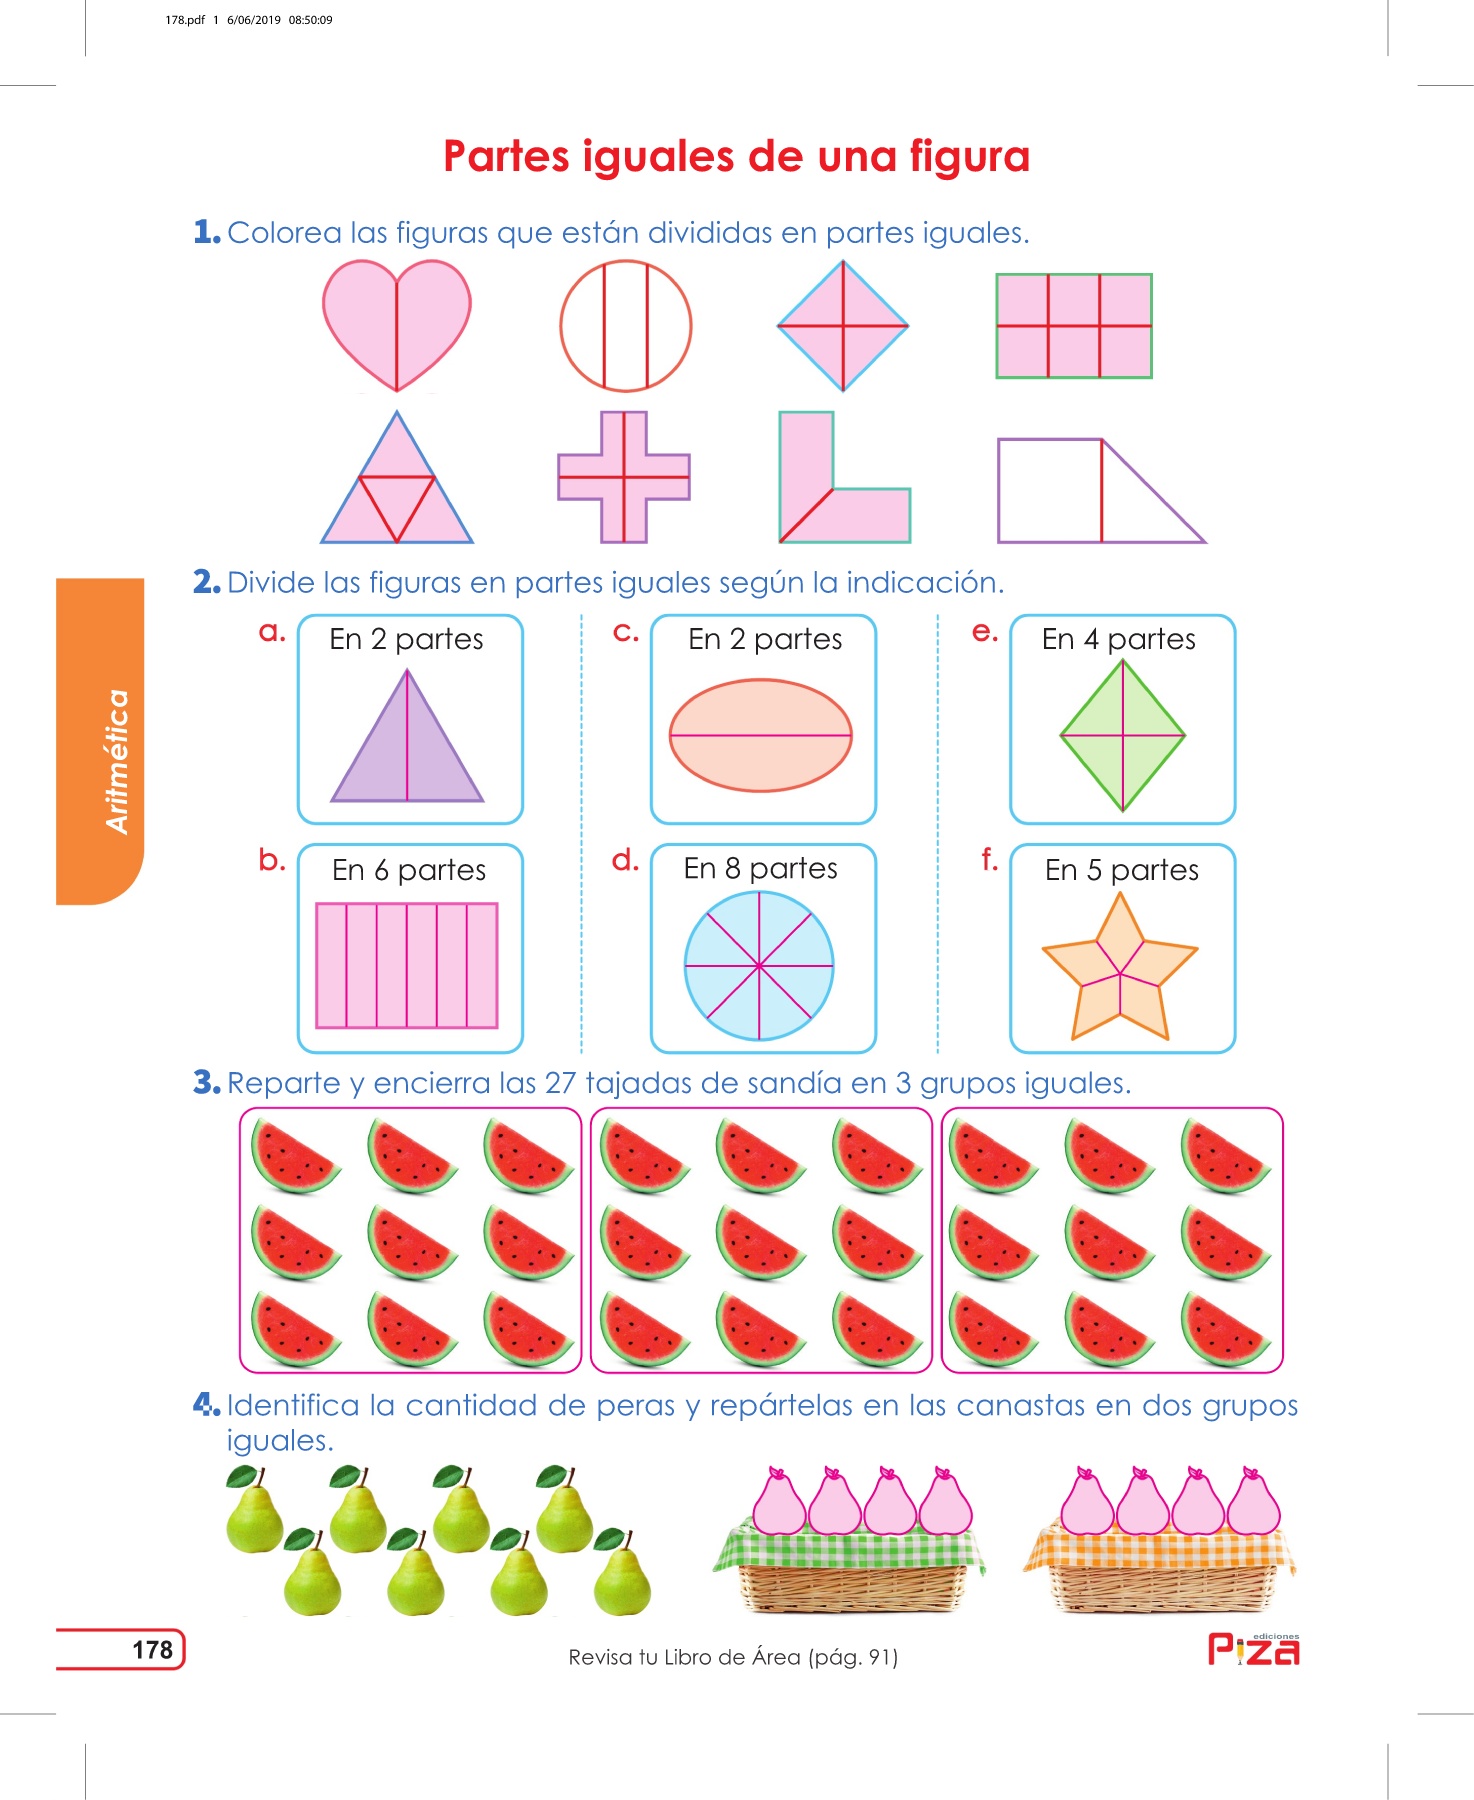 178.pdf 1 6/06/2019 08:50:09
Partes iguales de una figura
1. Colorea las figuras que están divididas en partes iguales.
2. Divide las figuras en partes iguales según la indicación.
a. En 2 partes
c. En 2 partes
e. En 4 partes
b. En 6 partes
d. En 8 partes
f. En 5 partes
Aritmética
3. Reparte y encierra las 27 tajadas de sandía en 3 grupos iguales.
4. Identifica la cantidad de peras y repártelas en las canastas en dos grupos
iguales.
178
Revisa tu Libro de Área (pág. 91)
ediciones
Piza